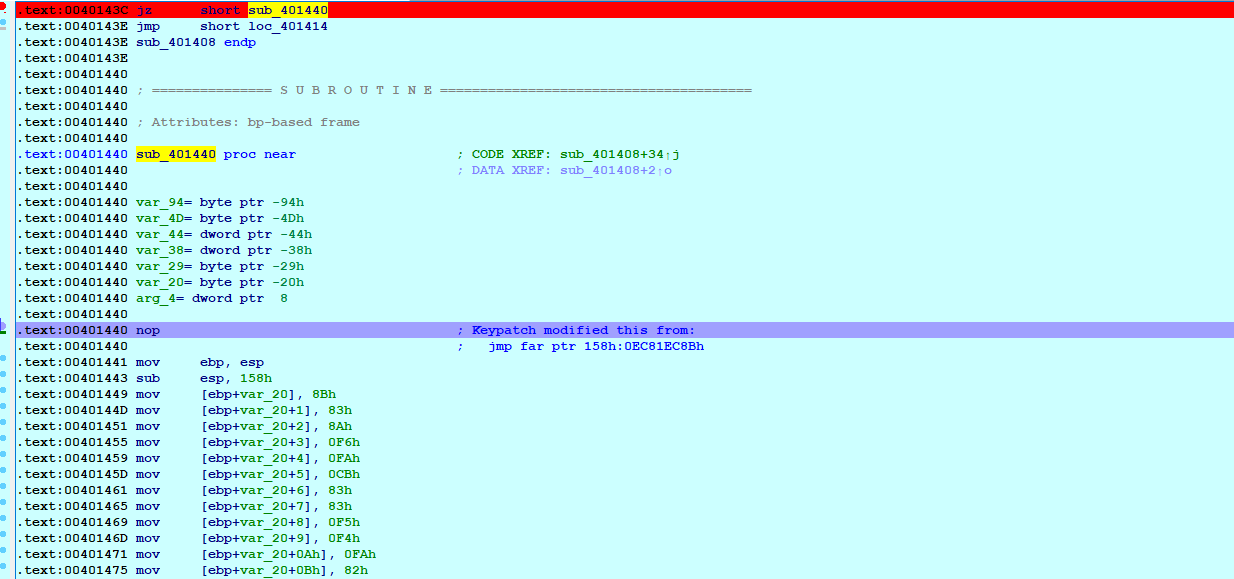 .text:0040143C jz short sub_401440
.text:0040143E jmp short loc_401414
.text:0040143E sub_401408 endp
.text:0040143E
.text:00401440
.text:00401440 ; =============== S U B R O U T I N E =======================================
.text:00401440
.text:00401440 ; Attributes: bp-based frame
.text:00401440
.text:00401440 sub_401440 proc near ; CODE XREF: sub_401408+34↑j
.text:00401440 ; DATA XREF: sub_401408+2↑o
.text:00401440
.text:00401440 var_94= byte ptr -94h
.text:00401440 var_4D= byte ptr -4Dh
.text:00401440 var_44= dword ptr -44h
.text:00401440 var_38= dword ptr -38h
.text:00401440 var_29= byte ptr -29h
.text:00401440 var_20= byte ptr -20h
.text:00401440 arg_4= dword ptr 8
.text:00401440
.text:00401440 nop ; Keypatch modified this from:
.text:00401440 ; jmp far ptr 158h:0EC81EC8Bh
.text:00401441 mov ebp, esp
.text:00401443 sub esp, 158h
.text:00401449 mov [ebp+var_20], 8Bh
.text:0040144D mov [ebp+var_20+1], 83h
.text:00401451 mov [ebp+var_20+2], 8Ah
.text:00401455 mov [ebp+var_20+3], 0F6h
.text:00401459 mov [ebp+var_20+4], 0FAh
.text:0040145D mov [ebp+var_20+5], 0CBh
.text:00401461 mov [ebp+var_20+6], 83h
.text:00401465 mov [ebp+var_20+7], 83h
.text:00401469 mov [ebp+var_20+8], 0F5h
.text:0040146D mov [ebp+var_20+9], 0F4h
.text:00401471 mov [ebp+var_20+0Ah], 0FAh
.text:00401475 mov [ebp+var_20+0Bh], 82h